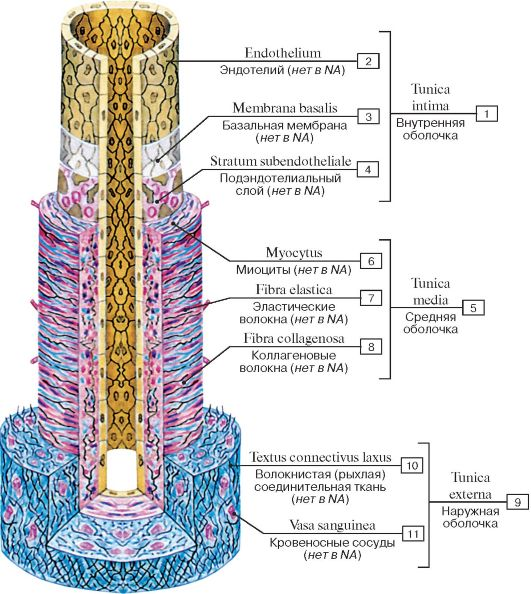 Endothelium
Эндотелий (нет в NA)
2
Membrana basalis
Базальная мембрана
(нет в NA)
3
Stratum subendotheliale
Подэндотелиальный
слой (нет в NA)
4
Tunica
intima
Внутренняя
оболочка
1
Myocytus
Миоциты (нет в NA)
6
Fibra elastica
Эластические
волокна (нет в NA)
7
Fibra collagenosa
Коллагеновые
волокна (нет в NA)
8
Tunica
media
Средняя
оболочка
5
Textus connectivus laxus
Волокнистая (рыхлая)
соединительная ткань
(нет в NA)
10
Vasa sanguinea
Кровеносные сосуды
(нет в NA)
11
Tunica
externa
Наружная
оболочка
9